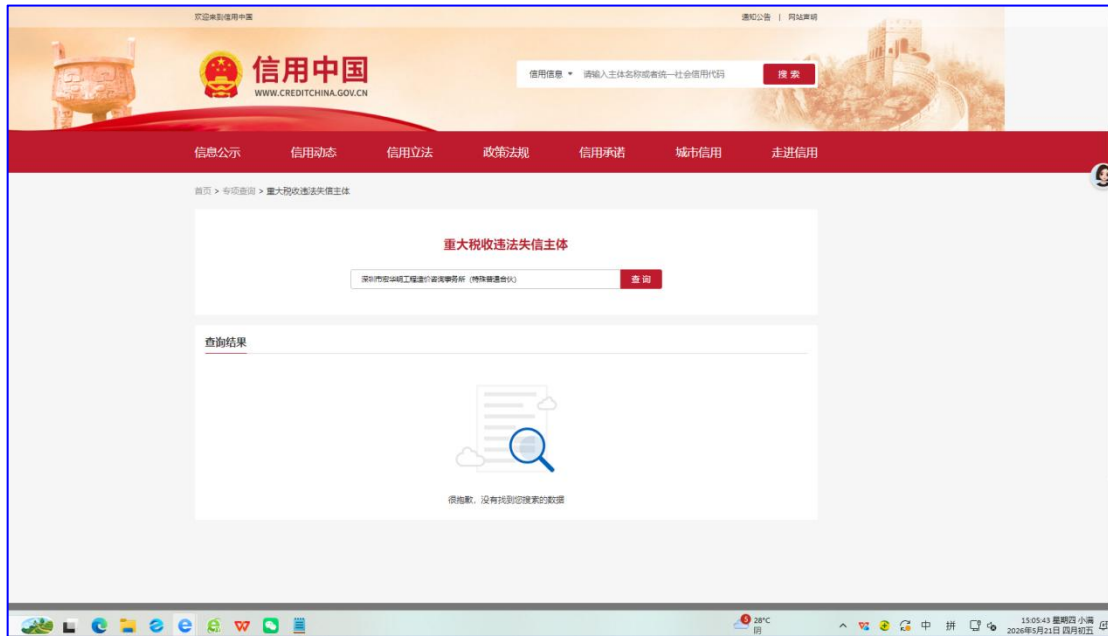 欢迎来到信用中国
通知公告 | 网站声明
信用中国
WWW.CREDITCHINA.GOV.CN
信用信息 请输入主体名称或者统一社会信用代码 搜索
信息公示 信用动态 信用立法 政策法规 信用承诺 城市信用 走进信用
首页 > 专项查询 > 重大税收违法失信主体
重大税收违法失信主体
深圳市宏华明工程造价咨询事务所（特殊普通合伙） 查询
查询结果
很抱歉，没有找到您搜索的数据
28°C
阴
中 拼
15:05:43 星期四 小满
2026年5月21日 四月初五